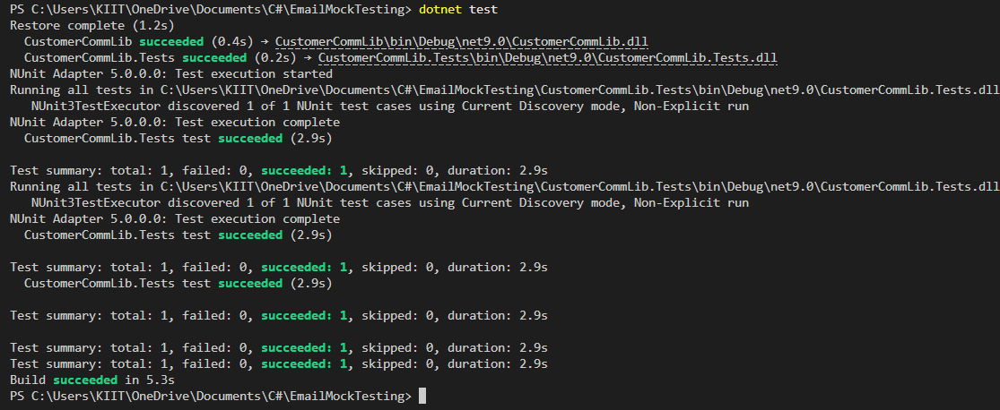 PS C:\Users\KIIT\OneDrive\Documents\C#\EmailMockTesting> dotnet test
Restore complete (1.2s)
  CustomerCommLib succeeded (0.4s) → CustomerCommLib\bin\Debug\net9.0\CustomerCommLib.dll
  CustomerCommLib.Tests succeeded (0.2s) → CustomerCommLib.Tests\bin\Debug\net9.0\CustomerCommLib.Tests.dll
NUnit Adapter 5.0.0.0: Test execution started
Running all tests in C:\Users\KIIT\OneDrive\Documents\C#\EmailMockTesting\CustomerCommLib.Tests\bin\Debug\net9.0\CustomerCommLib.Tests.dll
   NUnit3TestExecutor discovered 1 of 1 NUnit test cases using Current Discovery mode, Non-Explicit run
NUnit Adapter 5.0.0.0: Test execution complete
  CustomerCommLib.Tests test succeeded (2.9s)

Test summary: total: 1, failed: 0, succeeded: 1, skipped: 0, duration: 2.9s
Running all tests in C:\Users\KIIT\OneDrive\Documents\C#\EmailMockTesting\CustomerCommLib.Tests\bin\Debug\net9.0\CustomerCommLib.Tests.dll
   NUnit3TestExecutor discovered 1 of 1 NUnit test cases using Current Discovery mode, Non-Explicit run
NUnit Adapter 5.0.0.0: Test execution complete
  CustomerCommLib.Tests test succeeded (2.9s)

Test summary: total: 1, failed: 0, succeeded: 1, skipped: 0, duration: 2.9s
  CustomerCommLib.Tests test succeeded (2.9s)

Test summary: total: 1, failed: 0, succeeded: 1, skipped: 0, duration: 2.9s

Test summary: total: 1, failed: 0, succeeded: 1, skipped: 0, duration: 2.9s
Test summary: total: 1, failed: 0, succeeded: 1, skipped: 0, duration: 2.9s
Build succeeded in 5.3s
PS C:\Users\KIIT\OneDrive\Documents\C#\EmailMockTesting>